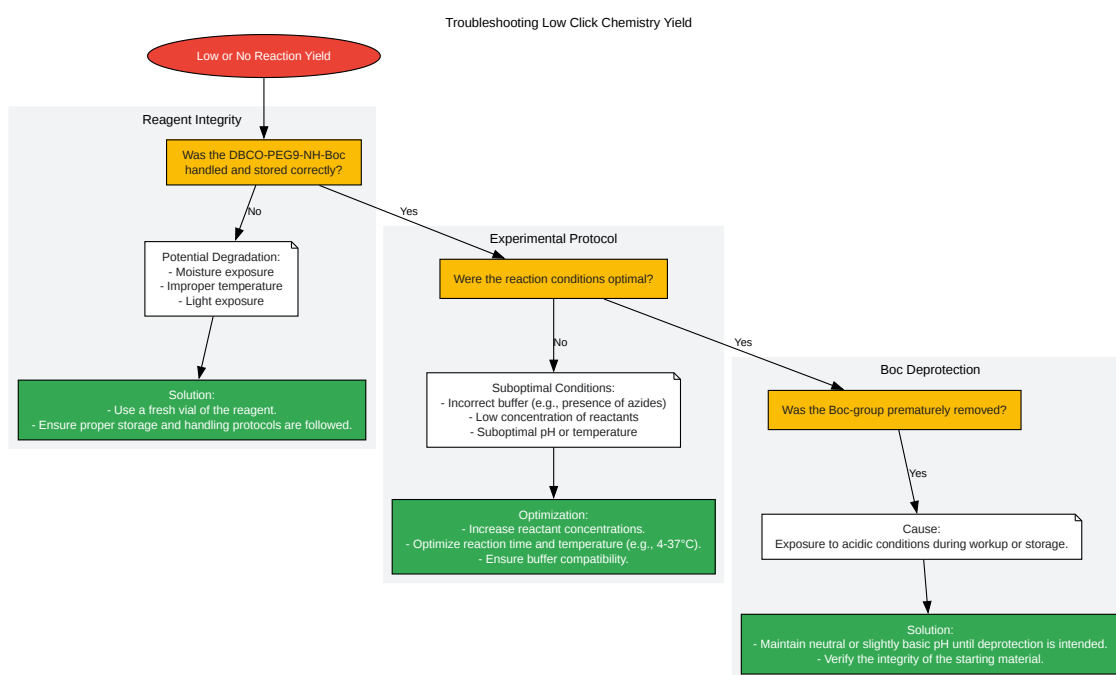 Troubleshooting Low Click Chemistry Yield
Low or No Reaction Yield
Reagent Integrity
Was the DBCO-PEG9-NH-Boc
handled and stored correctly?
No
Yes
Potential Degradation:
- Moisture exposure
- Improper temperature
- Light exposure
Solution:
- Use a fresh vial of the reagent.
- Ensure proper storage and handling protocols are followed.
Experimental Protocol
Were the reaction conditions optimal?
No
Yes
Suboptimal Conditions:
- Incorrect buffer (e.g., presence of azides)
- Low concentration of reactants
- Suboptimal pH or temperature
Optimization:
- Increase reactant concentrations.
- Optimize reaction time and temperature (e.g., 4-37°C).
- Ensure buffer compatibility.
Boc Deprotection
Was the Boc-group prematurely removed?
Yes
Cause:
Exposure to acidic conditions during workup or storage.
Solution:
- Maintain neutral or slightly basic pH until deprotection is intended.
- Verify the integrity of the starting material.